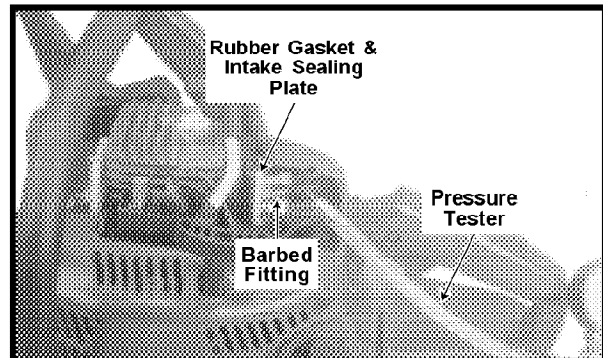 Rubber Gasket &
Intake Sealing
Plate
Pressure
Tester
Barbed
Fitting